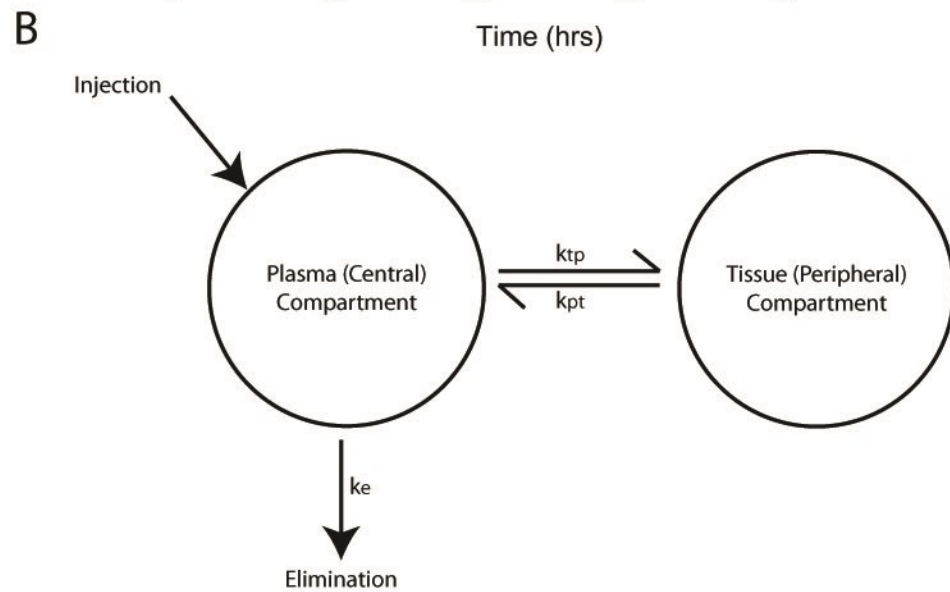 B
Time (hrs)
Injection
Plasma (Central)
Compartment
ktp
kpt
Tissue (Peripheral)
Compartment
ke
Elimination